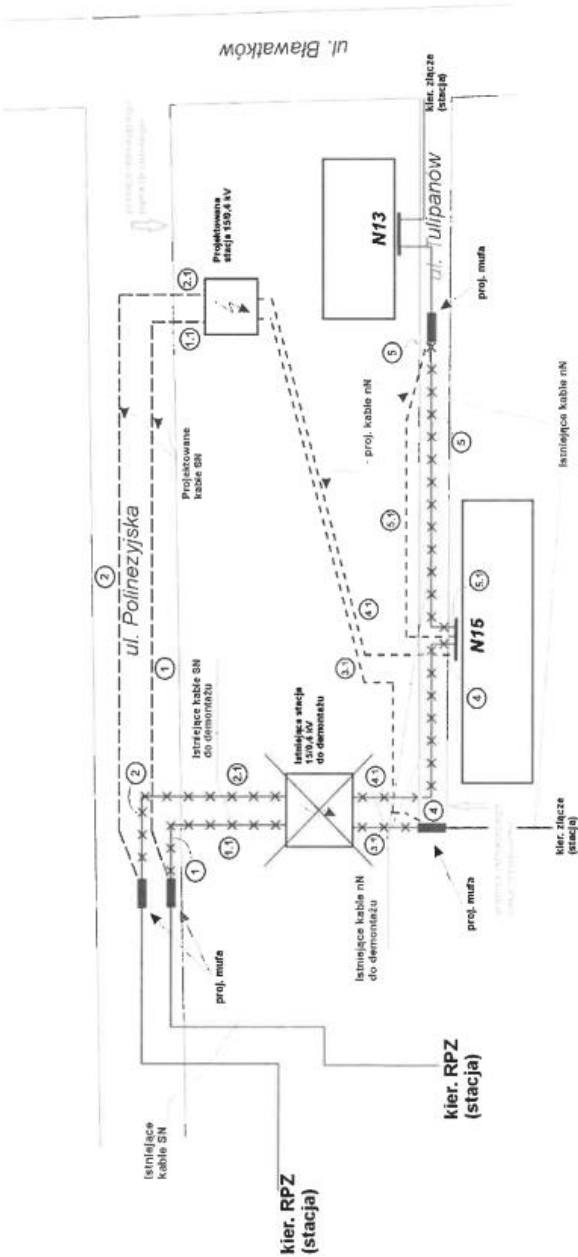 ul. Bławatków
kier. złącze
(stacja)
ul. Tulipanów
N13
proj. mufa
5
Projektowana
stacja 15/0,4 kV
2.1
1.1
Projektowane
kable SN
ul. Polinezyjska
2
1
- proj. kable nN
5.1
4.1
3.1
5
Istniejące kable nN
5.1
N15
4
Istniejące kable SN
do demontażu
Istniejąca stacja
15/0,4 kV
do demontażu
2
1
2.1
1.1
4.1
3.1
4
proj. mufa
kier. złącze
(stacja)
Istniejące kable nN
do demontażu
proj. mufa
Istniejące
kable SN
kier. RPZ
(stacja)
kier. RPZ
(stacja)